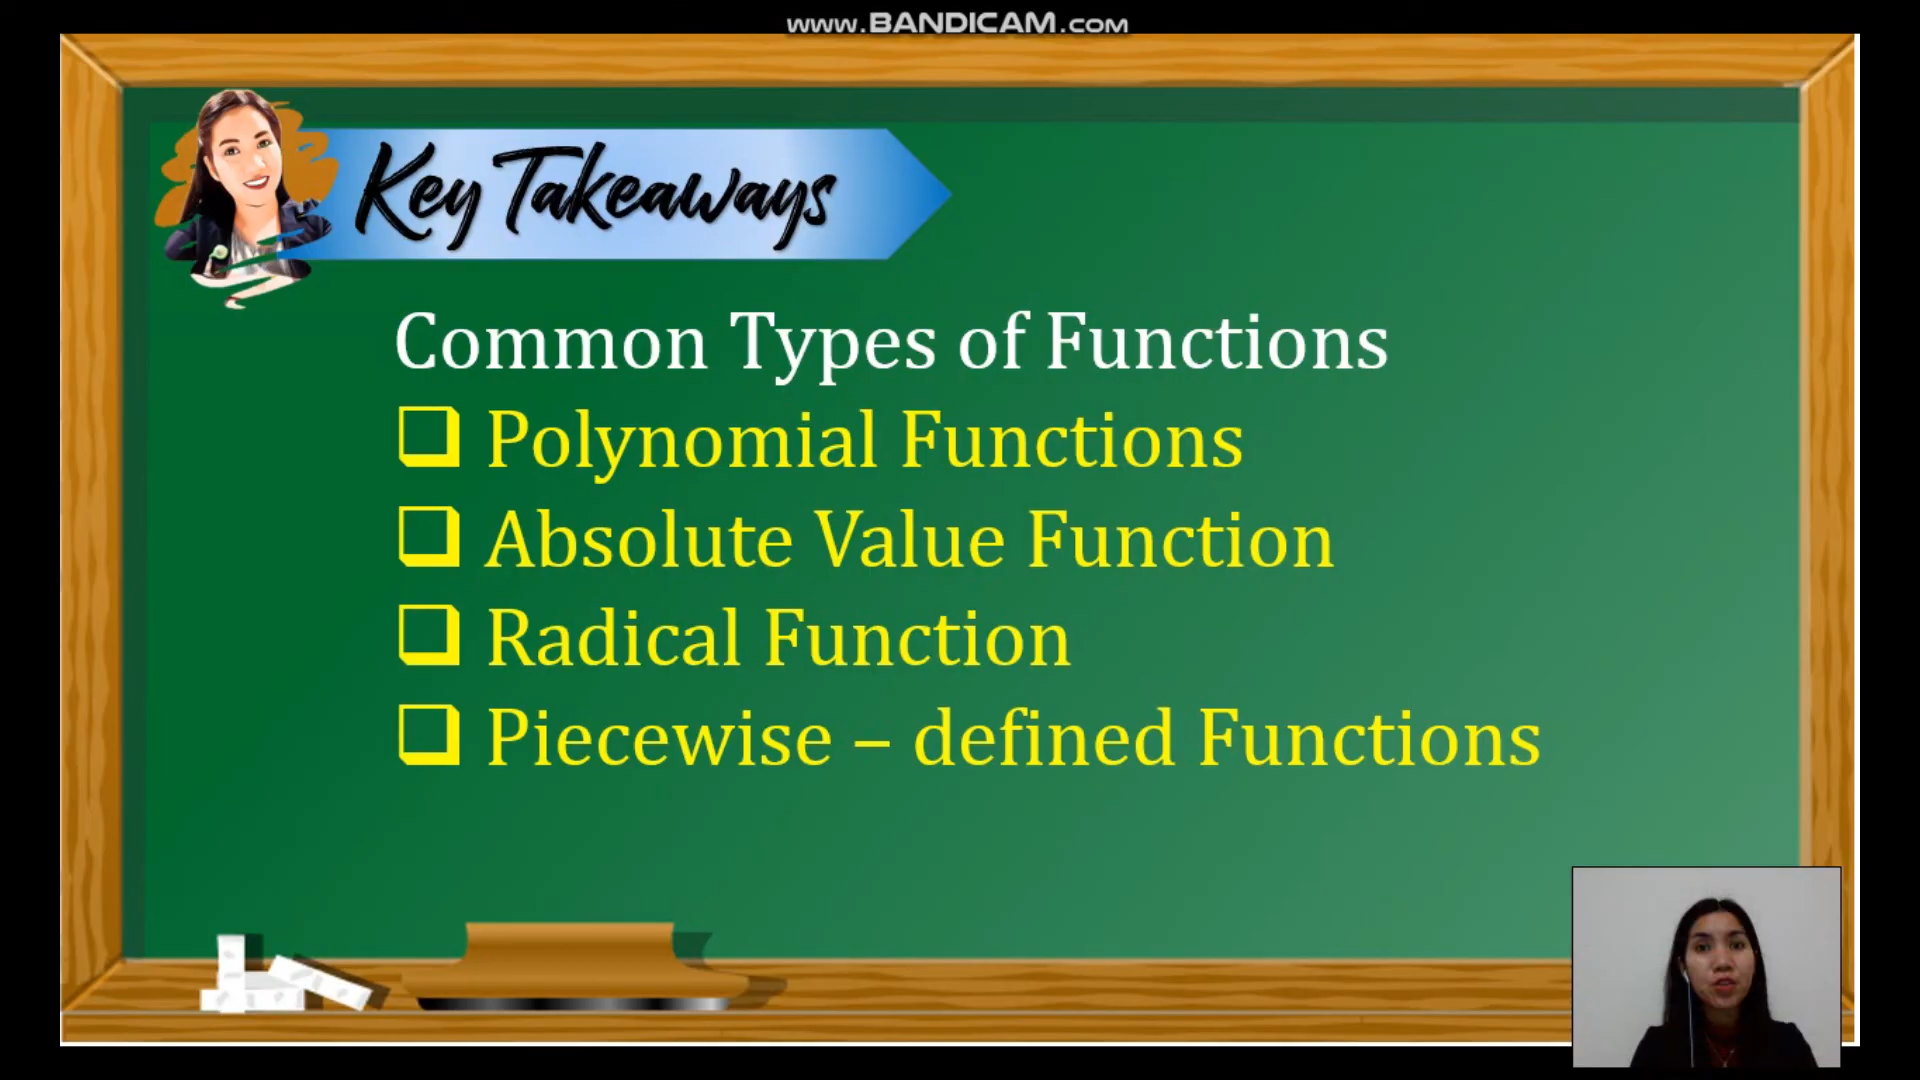 www.BANDICAM.com
Key Takeaways
Common Types of Functions
❑ Polynomial Functions
❑ Absolute Value Function
❑ Radical Function
❑ Piecewise – defined Functions